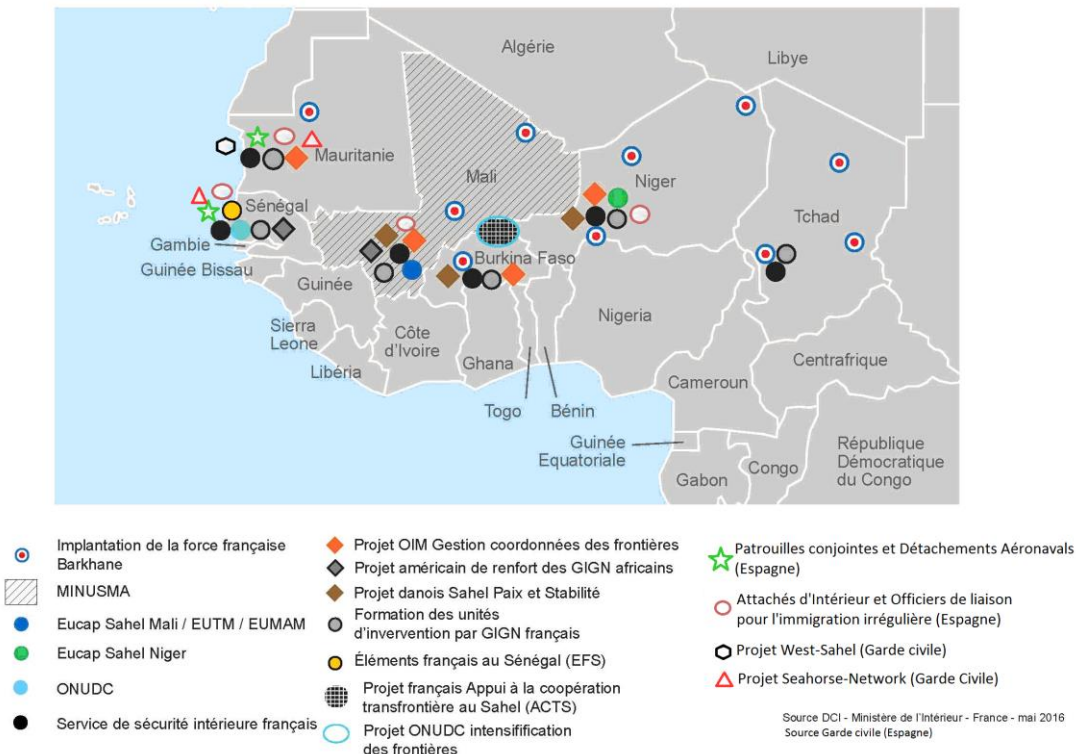 Algérie
Libye
Mauritanie
Mali
Niger
Tchad
Sénégal
Gambie
Guinée Bissau
Burkina Faso
Guinée
Nigeria
Sierra
Leone
Côte
d'Ivoire
Ghana
Centrafrique
Libéria
Cameroun
Togo
Bénin
Guinée
Equatoriale
République
Démocratique
du Congo
Congo
Gabon
Implantation de la force française
Barkhane
MINUSMA
Eucap Sahel Mali / EUTM / EUMAM
Eucap Sahel Niger
ONUDC
Service de sécurité intérieure français
Projet OIM Gestion coordonnées des frontières
Projet américain de renfort des GIGN africains
Projet danois Sahel Paix et Stabilité
Formation des unités
d'invervention par GIGN français
Éléments français au Sénégal (EFS)
Projet français Appui à la coopération
transfrontière au Sahel (ACTS)
Projet ONUDC intensifification
des frontières
Patrouilles conjointes et Détachements Aéronavals
(Espagne)
Attachés d'Intérieur et Officiers de liaison
pour l'immigration irrégulière (Espagne)
Projet West-Sahel (Garde civile)
Projet Seahorse-Network (Garde Civile)
Source DCI - Ministère de l'Intérieur - France - mai 2016
Source Garde civile (Espagne)